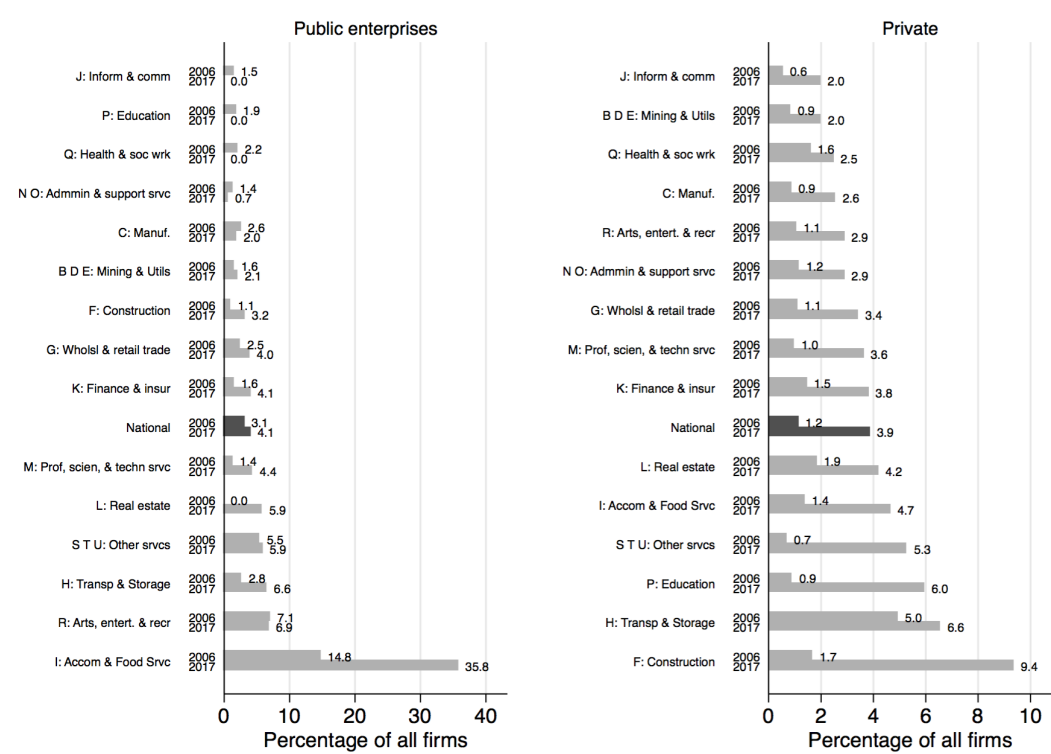 Public enterprises
J: Inform & comm 2006 1.5
2017 0.0
P: Education 2006 1.9
2017 0.0
Q: Health & soc wrk 2006 2.2
2017 0.0
N O: Admmin & support srvc 2006 1.4
2017 0.7
C: Manuf. 2006 2.6
2017 2.0
B D E: Mining & Utils 2006 1.6
2017 2.1
F: Construction 2006 1.1
2017 3.2
G: Wholsl & retail trade 2006 2.5
2017 4.0
K: Finance & insur 2006 1.6
2017 4.1
National 2006 3.1
2017 4.1
M: Prof, scien, & techn srvc 2006 1.4
2017 4.4
L: Real estate 2006 0.0
2017 5.9
S T U: Other srvcs 2006 5.5
2017 5.9
H: Transp & Storage 2006 2.8
2017 6.6
R: Arts, entert. & recr 2006 7.1
2017 6.9
I: Accom & Food Srvc 2006 14.8
2017 35.8
0 10 20 30 40
Percentage of all firms
Private
J: Inform & comm 2006 0.6
2017 2.0
B D E: Mining & Utils 2006 0.9
2017 2.0
Q: Health & soc wrk 2006 1.6
2017 2.5
C: Manuf. 2006 0.9
2017 2.6
R: Arts, entert. & recr 2006 1.1
2017 2.9
N O: Admmin & support srvc 2006 1.2
2017 2.9
G: Wholsl & retail trade 2006 1.1
2017 3.4
M: Prof, scien, & techn srvc 2006 1.0
2017 3.6
K: Finance & insur 2006 1.5
2017 3.8
National 2006 1.2
2017 3.9
L: Real estate 2006 1.9
2017 4.2
I: Accom & Food Srvc 2006 1.4
2017 4.7
S T U: Other srvcs 2006 0.7
2017 5.3
P: Education 2006 0.9
2017 6.0
H: Transp & Storage 2006 5.0
2017 6.6
F: Construction 2006 1.7
2017 9.4
0 2 4 6 8 10
Percentage of all firms